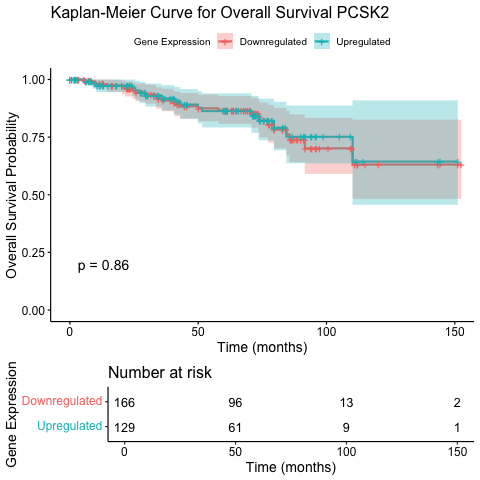 Kaplan-Meier Curve for Overall Survival PCSK2
Gene Expression Downregulated Upregulated
Overall Survival Probability
1.00
0.75
0.50
0.25
0.00
p = 0.86
0 50 100 150
Time (months)
Number at risk
Gene Expression
Downregulated 166 96 13 2
Upregulated 129 61 9 1
0 50 100 150
Time (months)